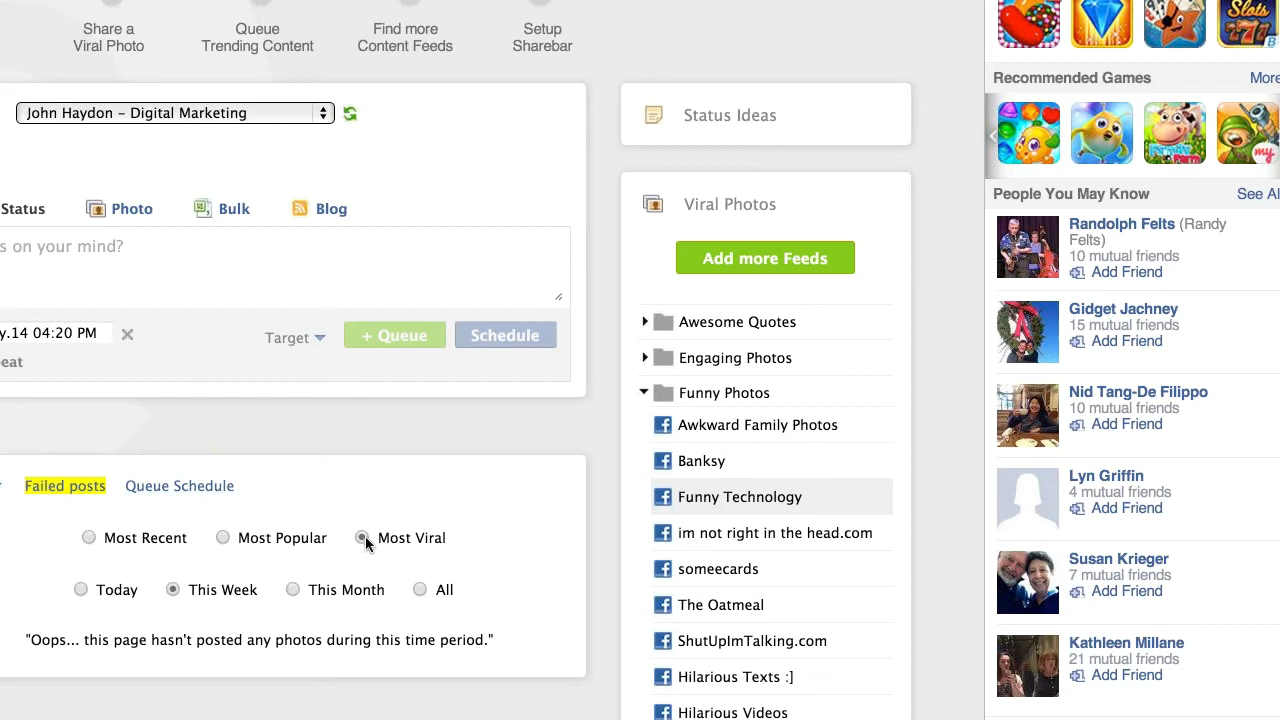 Share a
Viral Photo
Queue
Trending Content
Find more
Content Feeds
Setup
Sharebar
John Haydon – Digital Marketing
Status
Photo
Bulk
Blog
s on your mind?
y.14 04:20 PM
Target
+ Queue
Schedule
eat
Failed posts
Queue Schedule
Most Recent
Most Popular
Most Viral
Today
This Week
This Month
All
"Oops... this page hasn't posted any photos during this time period."
Status Ideas
Viral Photos
Add more Feeds
Awesome Quotes
Engaging Photos
Funny Photos
Awkward Family Photos
Banksy
Funny Technology
im not right in the head.com
someecards
The Oatmeal
ShutUpImTalking.com
Hilarious Texts :]
Hilarious Videos
Slots
Recommended Games
More
my
People You May Know
See Al
Randolph Felts (Randy
Felts)
10 mutual friends
Add Friend
Gidget Jachney
15 mutual friends
Add Friend
Nid Tang-De Filippo
10 mutual friends
Add Friend
Lyn Griffin
4 mutual friends
Add Friend
Susan Krieger
7 mutual friends
Add Friend
Kathleen Millane
21 mutual friends
Add Friend